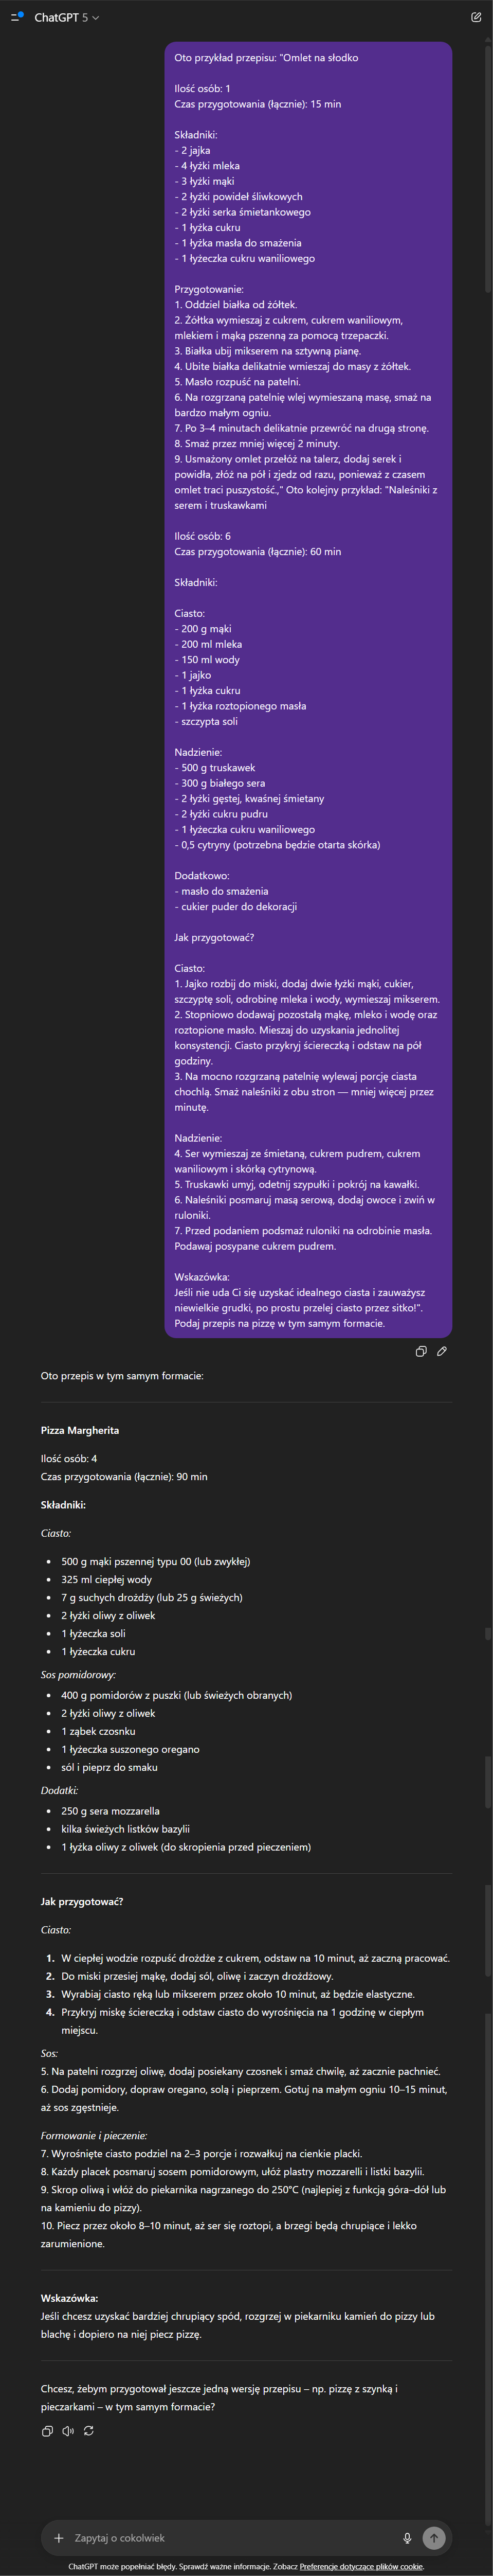 ChatGPT 5
Oto przykład przepisu: "Omlet na słodko
Ilość osób: 1
Czas przygotowania (łącznie): 15 min
Składniki:
- 2 jajka
- 4 łyżki mleka
- 3 łyżki mąki
- 2 łyżki powideł śliwkowych
- 2 łyżki serka śmietankowego
- 1 łyżka cukru
- 1 łyżka masła do smażenia
- 1 łyżeczka cukru waniliowego
Przygotowanie:
1. Oddziel białka od żółtek.
2. Żółtka wymieszaj z cukrem, cukrem waniliowym,
mlekiem i mąką pszenną za pomocą trzepaczki.
3. Białka ubij mikserem na sztywną pianę.
4. Ubite białka delikatnie wmieszaj do masy z żółtek.
5. Masło rozpuść na patelni.
6. Na rozgrzaną patelnię wlej wymieszaną masę, smaż na
bardzo małym ogniu.
7. Po 3–4 minutach delikatnie przewróć na drugą stronę.
8. Smaż przez mniej więcej 2 minuty.
9. Usmażony omlet przełóż na talerz, dodaj serek i
powidła, złóż na pół i zjedz od razu, ponieważ z czasem
omlet traci puszystość.," Oto kolejny przykład: "Naleśniki z
serem i truskawkami
Ilość osób: 6
Czas przygotowania (łącznie): 60 min
Składniki:
Ciasto:
- 200 g mąki
- 200 ml mleka
- 150 ml wody
- 1 jajko
- 1 łyżka cukru
- 1 łyżka roztopionego masła
- szczypta soli
Nadzienie:
- 500 g truskawek
- 300 g białego sera
- 2 łyżki gęstej, kwaśnej śmietany
- 2 łyżki cukru pudru
- 1 łyżeczka cukru waniliowego
- 0,5 cytryny (potrzebna będzie otarta skórka)
Dodatkowo:
- masło do smażenia
- cukier puder do dekoracji
Jak przygotować?
Ciasto:
1. Jajko rozbij do miski, dodaj dwie łyżki mąki, cukier,
szczyptę soli, odrobinę mleka i wody, wymieszaj mikserem.
2. Stopniowo dodawaj pozostałą mąkę, mleko i wodę oraz
roztopione masło. Mieszaj do uzyskania jednolitej
konsystencji. Ciasto przykryj ściereczką i odstaw na pół
godziny.
3. Na mocno rozgrzaną patelnię wylewaj porcję ciasta
chochlą. Smaż naleśniki z obu stron — mniej więcej przez
minutę.
Nadzienie:
4. Ser wymieszaj ze śmietaną, cukrem pudrem, cukrem
waniliowym i skórką cytrynową.
5. Truskawki umyj, odetnij szypułki i pokrój na kawałki.
6. Naleśniki posmaruj masą serową, dodaj owoce i zwiń w
ruloniki.
7. Przed podaniem podsmaż ruloniki na odrobinie masła.
Podawaj posypane cukrem pudrem.
Wskazówka:
Jeśli nie uda Ci się uzyskać idealnego ciasta i zauważysz
niewielkie grudki, po prostu przelej ciasto przez sitko!".
Podaj przepis na pizzę w tym samym formacie.
Oto przepis w tym samym formacie:
Pizza Margherita
Ilość osób: 4
Czas przygotowania (łącznie): 90 min
Składniki:
Ciasto:
• 500 g mąki pszennej typu 00 (lub zwykłej)
• 325 ml ciepłej wody
• 7 g suchych drożdży (lub 25 g świeżych)
• 2 łyżki oliwy z oliwek
• 1 łyżeczka soli
• 1 łyżeczka cukru
Sos pomidorowy:
• 400 g pomidorów z puszki (lub świeżych obranych)
• 2 łyżki oliwy z oliwek
• 1 ząbek czosnku
• 1 łyżeczka suszonego oregano
• sól i pieprz do smaku
Dodatki:
• 250 g sera mozzarella
• kilka świeżych listków bazylii
• 1 łyżka oliwy z oliwek (do skropienia przed pieczeniem)
Jak przygotować?
Ciasto:
1. W ciepłej wodzie rozpuść drożdże z cukrem, odstaw na 10 minut, aż zaczną pracować.
2. Do miski przesiej mąkę, dodaj sól, oliwę i zaczyn drożdżowy.
3. Wyrabiaj ciasto ręką lub mikserem przez około 10 minut, aż będzie elastyczne.
4. Przykryj miskę ściereczką i odstaw ciasto do wyrośnięcia na 1 godzinę w ciepłym
miejscu.
Sos:
5. Na patelni rozgrzej oliwę, dodaj posiekany czosnek i smaż chwilę, aż zacznie pachnieć.
6. Dodaj pomidory, dopraw oregano, solą i pieprzem. Gotuj na małym ogniu 10–15 minut,
aż sos zgęstnieje.
Formowanie i pieczenie:
7. Wyrośnięte ciasto podziel na 2–3 porcje i rozwałkuj na cienkie placki.
8. Każdy placek posmaruj sosem pomidorowym, ułóż plastry mozzarelli i listki bazylii.
9. Skrop oliwą i włóż do piekarnika nagrzanego do 250°C (najlepiej z funkcją góra–dół lub
na kamieniu do pizzy).
10. Piecz przez około 8–10 minut, aż ser się roztopi, a brzegi będą chrupiące i lekko
zarumienione.
Wskazówka:
Jeśli chcesz uzyskać bardziej chrupiący spód, rozgrzej w piekarniku kamień do pizzy lub
blachę i dopiero na niej piecz pizzę.
Chcesz, żebym przygotował jeszcze jedną wersję przepisu – np. pizzę z szynką i
pieczarkami – w tym samym formacie?
Zapytaj o cokolwiek
ChatGPT może popełniać błędy. Sprawdź ważne informacje. Zobacz Preferencje dotyczące plików cookie.